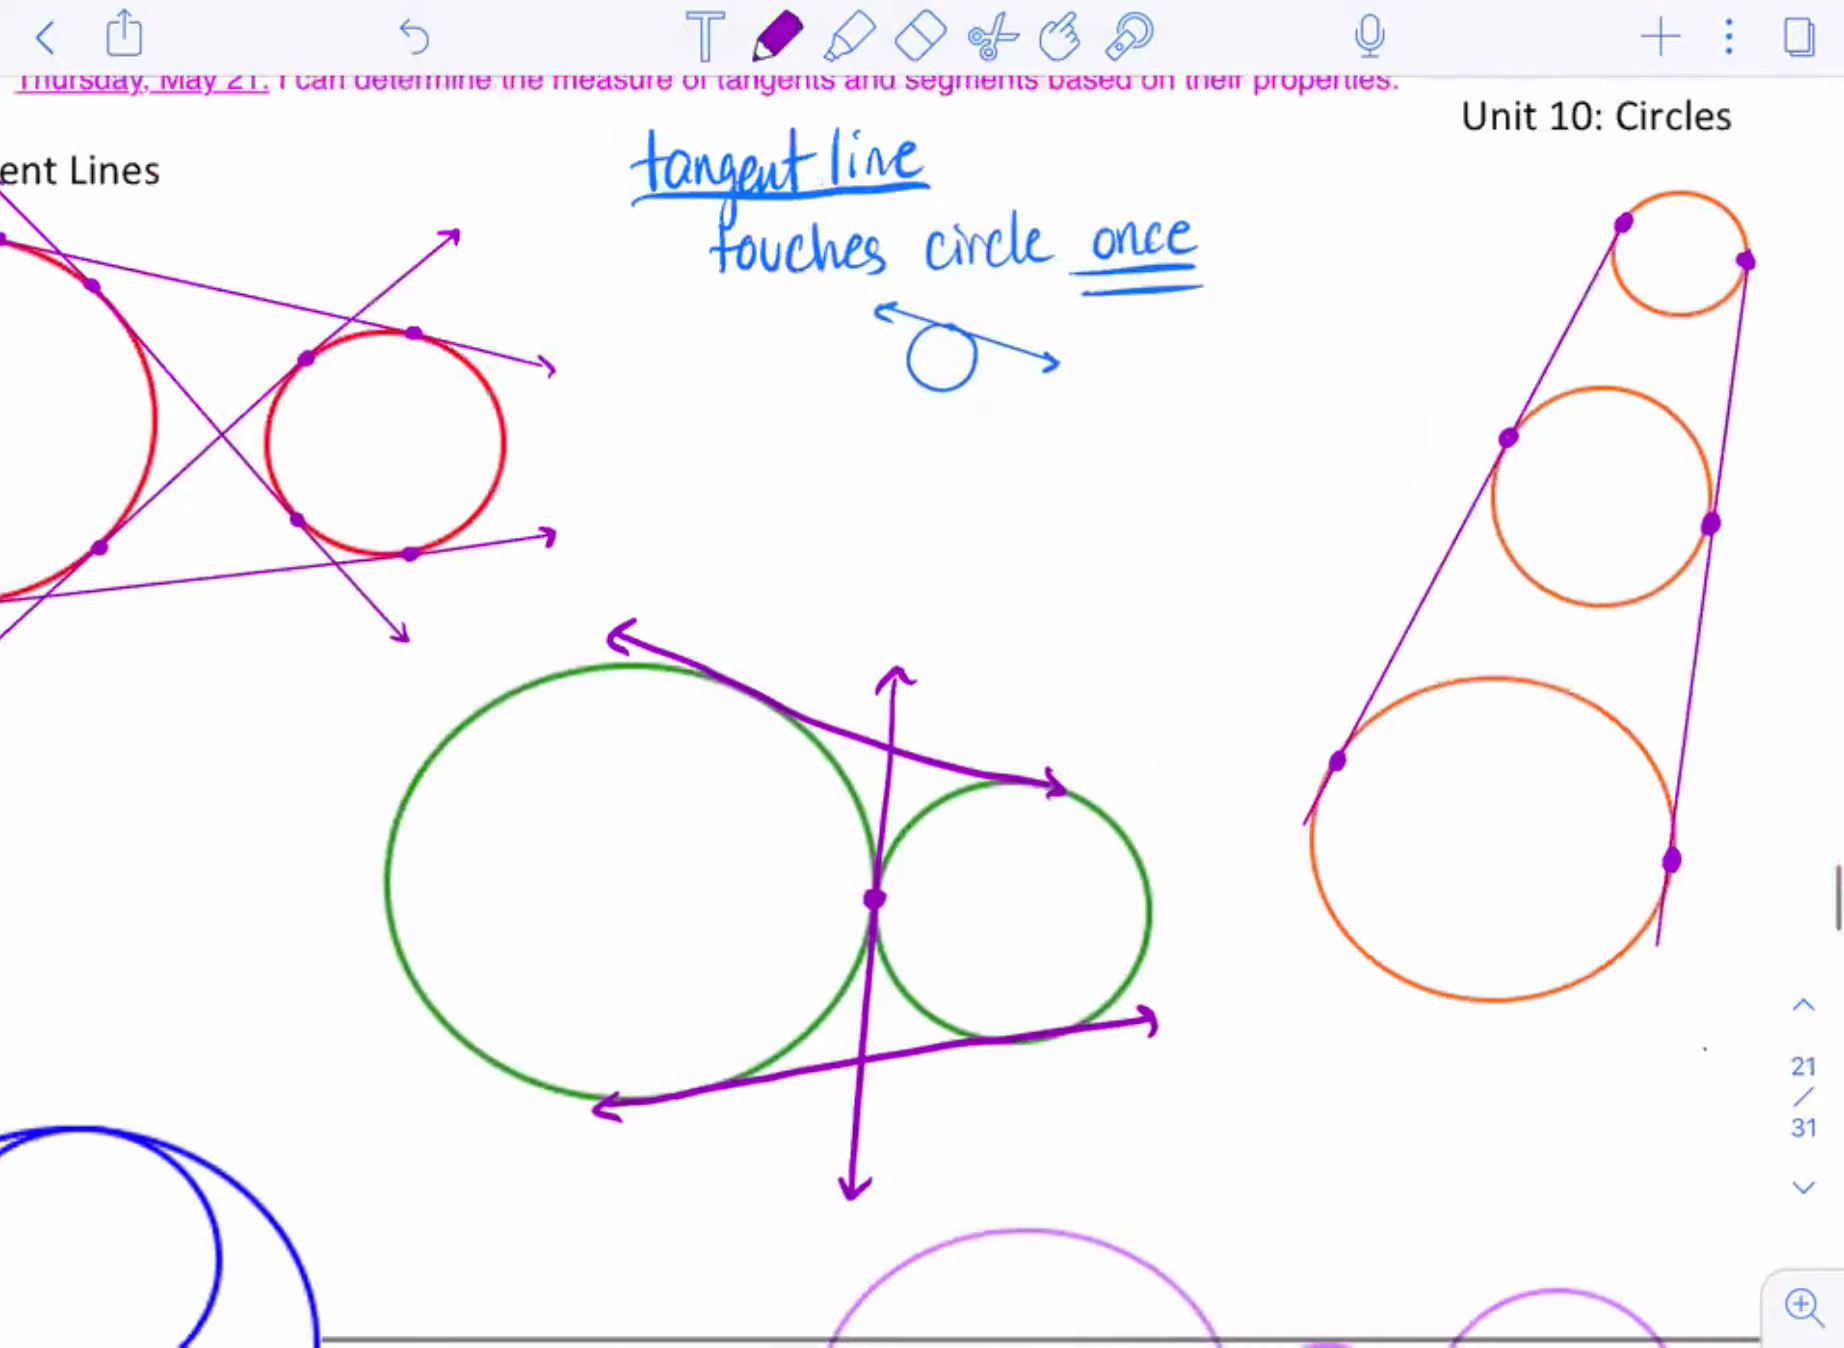 T
Thursday, May 21: I can determine the measure of tangents and segments based on their properties.
Unit 10: Circles
ent Lines
tangent line
touches circle once
21
/
31